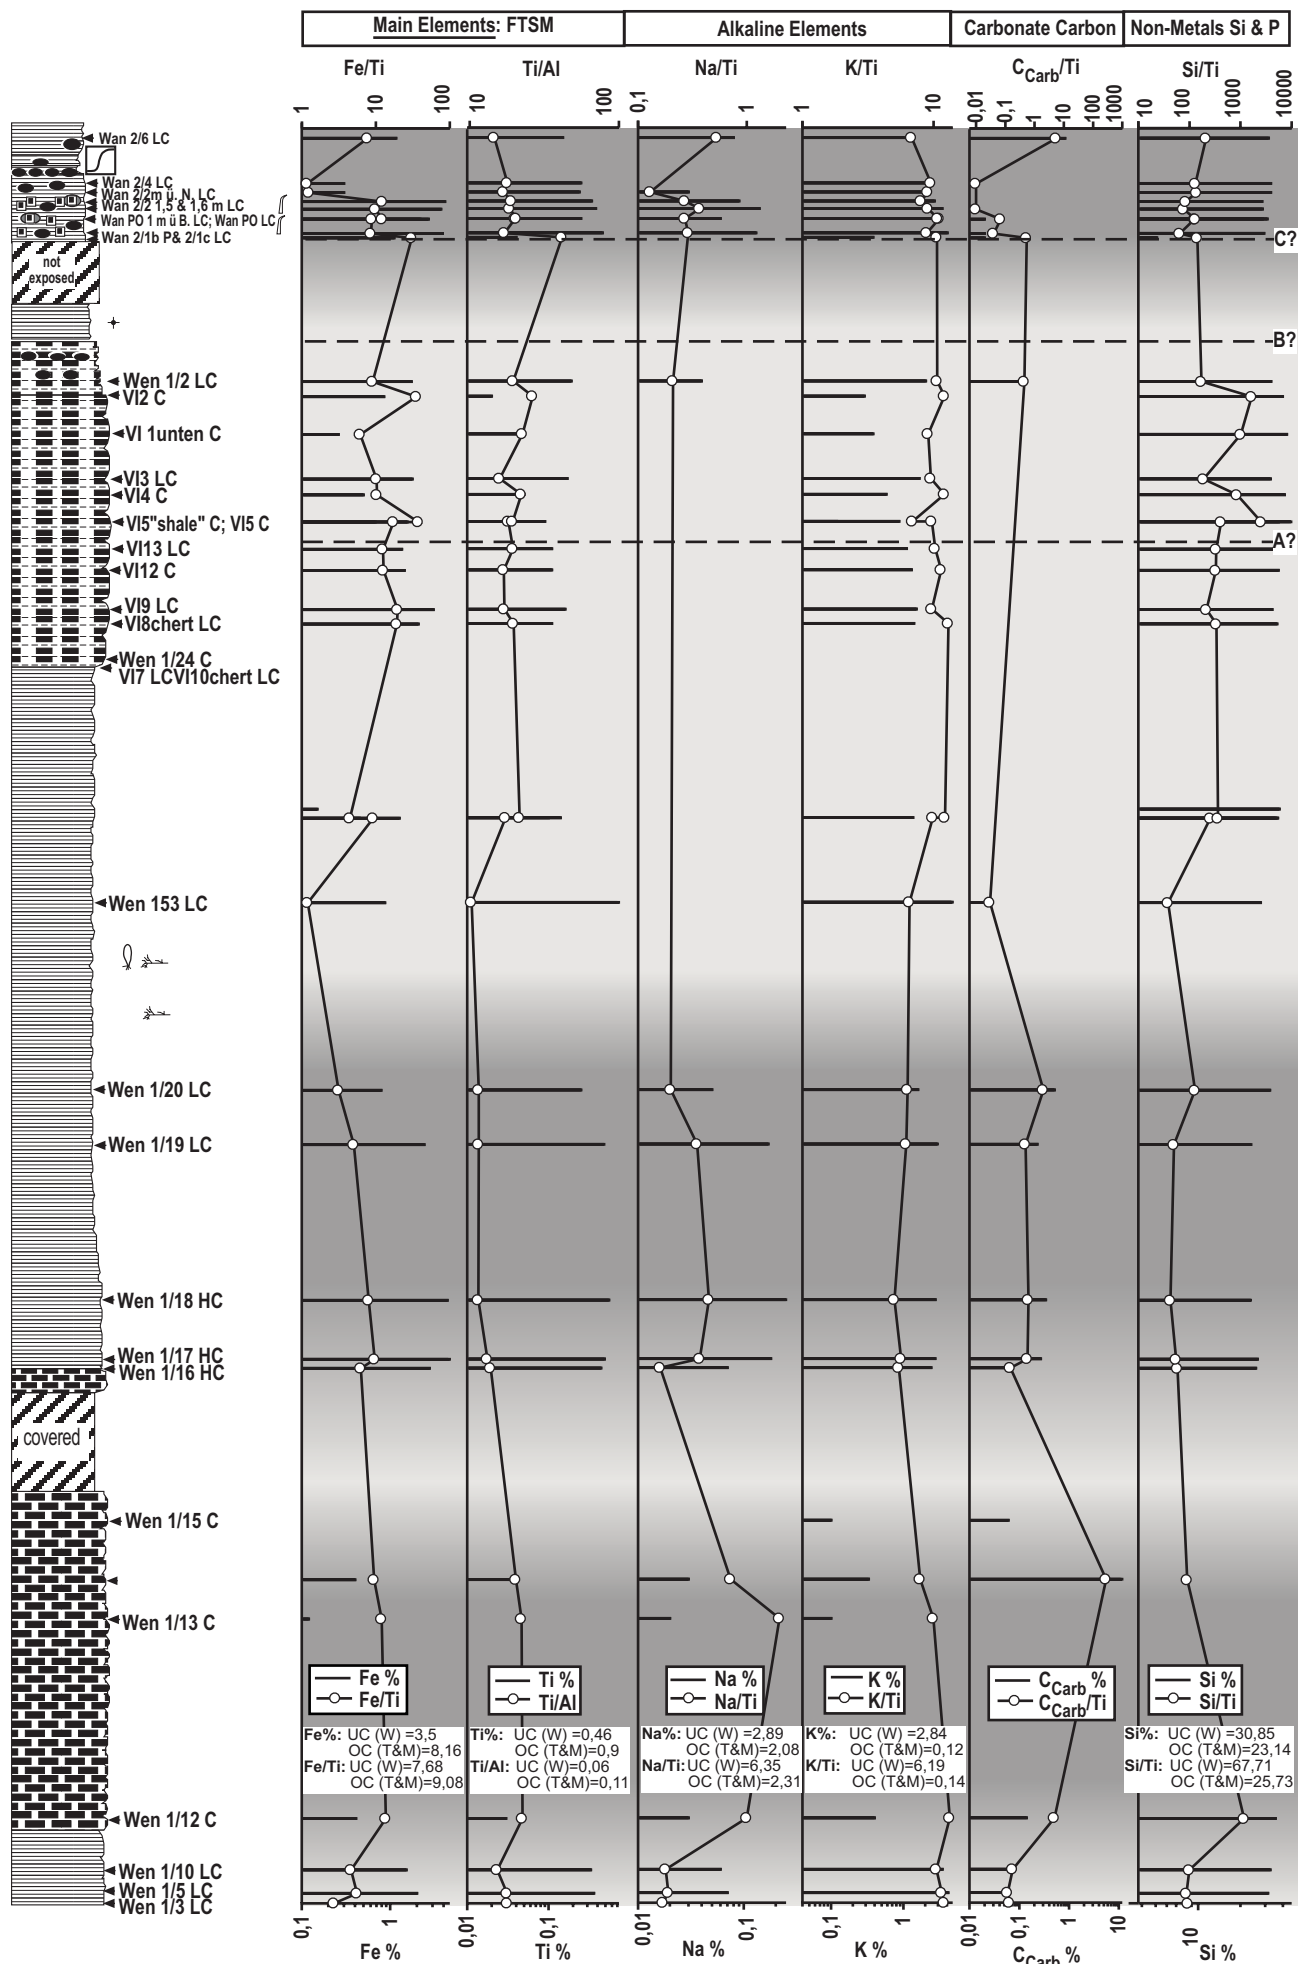 Main Elements: FTSM
Alkaline Elements
Carbonate Carbon
Non-Metals Si & P
Fe/Ti
Ti/Al
Na/Ti
K/Ti
CCarb/Ti
Si/Ti
1 10 100
10 100
0,1 1
1 10
0,01 0,1 1 10 100 1000
10 100 1000 10000
Wan 2/6 LC
Wan 2/4 LC
Wan 2/2m ü. N. LC
Wan 2/2 1,5 & 1,6 m LC
Wan PO 1 m ü B. LC; Wan PO LC
Wan 2/1b P& 2/1c LC
C?
not
exposed
B?
Wen 1/2 LC
VI2 C
VI 1unten C
VI3 LC
VI4 C
VI5"shale" C; VI5 C
A?
VI13 LC
VI12 C
VI9 LC
VI8chert LC
Wen 1/24 C
VI7 LCVI10chert LC
Wen 153 LC
Wen 1/20 LC
Wen 1/19 LC
Wen 1/18 HC
Wen 1/17 HC
Wen 1/16 HC
covered
Wen 1/15 C
Wen 1/13 C
Fe %
Fe/Ti
Ti %
Ti/Al
Na %
Na/Ti
K %
K/Ti
CCarb %
CCarb/Ti
Si %
Si/Ti
Fe%: UC (W) =3,5
OC (T&M)=8,16
Fe/Ti: UC (W)=7,68
OC (T&M)=9,08
Ti%: UC (W) =0,46
OC (T&M)=0,9
Ti/Al: UC (W)=0,06
OC (T&M)=0,11
Na%: UC (W) =2,89
OC (T&M)=2,08
Na/Ti:UC (W)=6,35
OC (T&M)=2,31
K%: UC (W) =2,84
OC (T&M)=0,12
K/Ti: UC (W)=6,19
OC (T&M)=0,14
Si%: UC (W) =30,85
OC (T&M)=23,14
Si/Ti: UC (W)=67,71
OC (T&M)=25,73
Wen 1/12 C
Wen 1/10 LC
Wen 1/5 LC
Wen 1/3 LC
0,1 1 10
0,01 0,1 1
0,01 0,1 1
0,1 1 10
0,01 0,1 1 10
10 100
Fe %
Ti %
Na %
K %
CCarb %
Si %